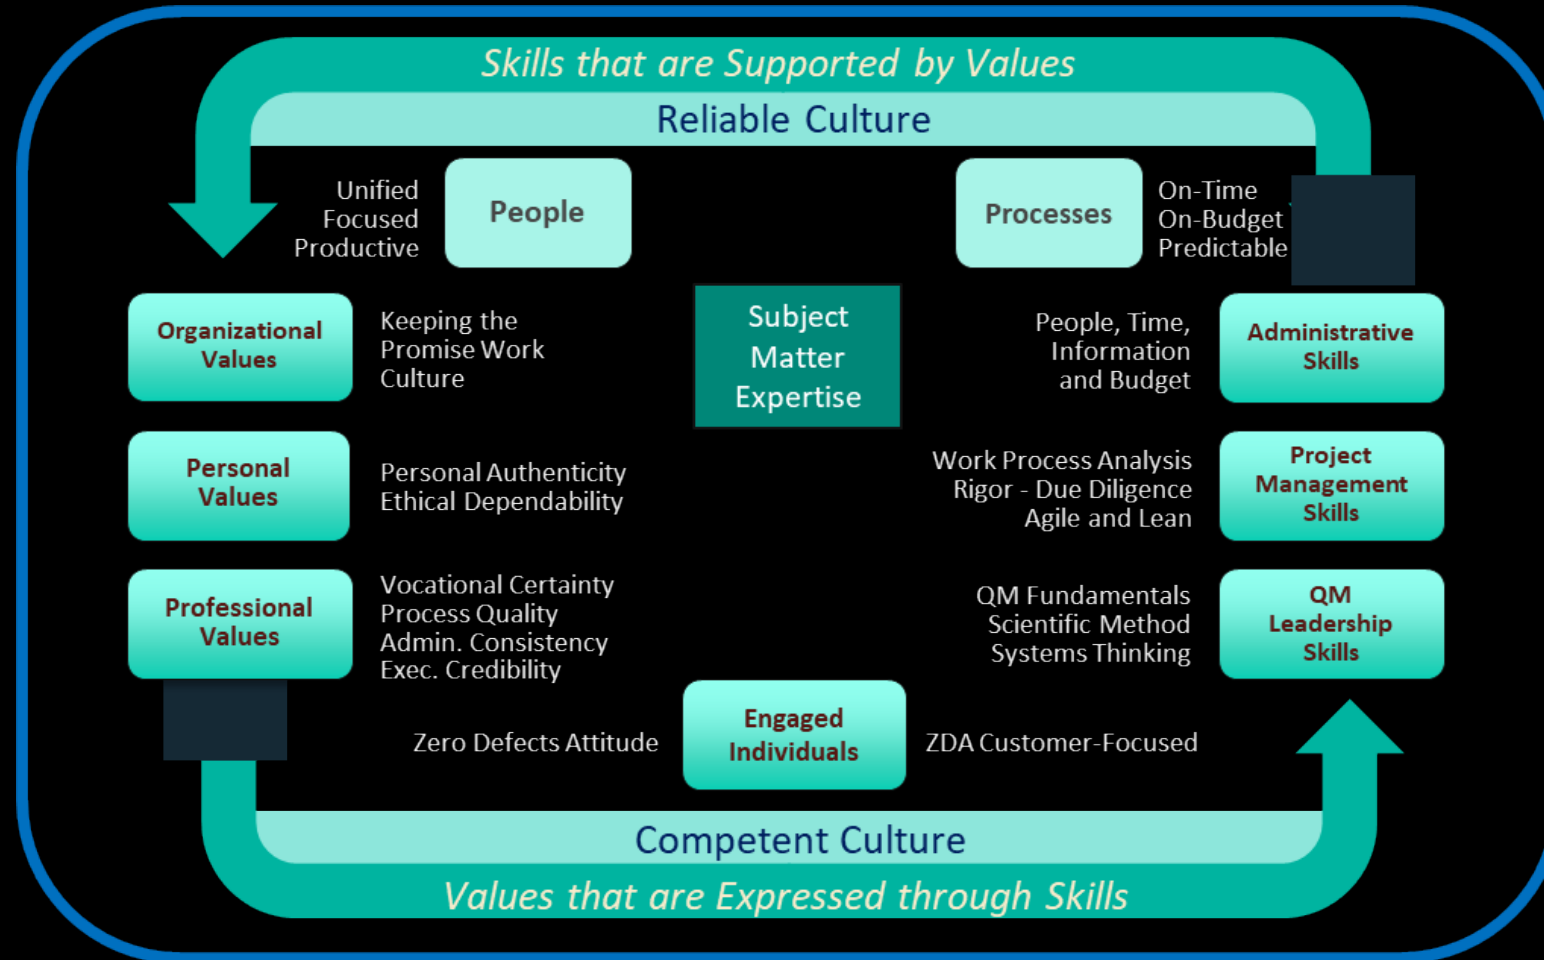 Skills that are Supported by Values
Reliable Culture
Unified
Focused
Productive
People
Processes
On-Time
On-Budget
Predictable
Organizational
Values
Keeping the
Promise Work
Culture
Subject
Matter
Expertise
People, Time,
Information
and Budget
Administrative
Skills
Personal
Values
Personal Authenticity
Ethical Dependability
Work Process Analysis
Rigor - Due Diligence
Agile and Lean
Project
Management
Skills
Professional
Values
Vocational Certainty
Process Quality
Admin. Consistency
Exec. Credibility
QM Fundamentals
Scientific Method
Systems Thinking
QM
Leadership
Skills
Zero Defects Attitude
Engaged
Individuals
ZDA Customer-Focused
Competent Culture
Values that are Expressed through Skills